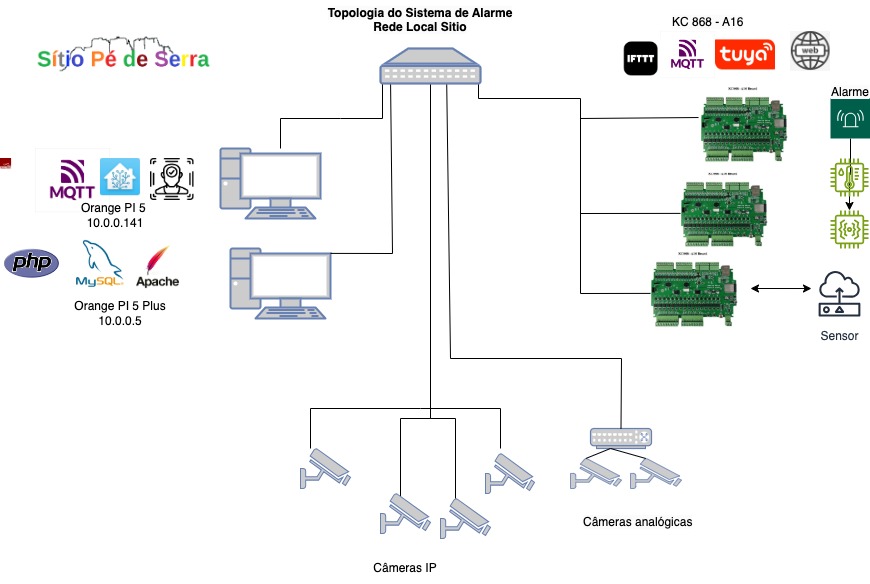 Topologia do Sistema de Alarme
Rede Local Sitio
Sítio Pé de Serra
KC 868 - A16
IFTTT
MQTT
tuya
web
Alarme
MQTT
Orange PI 5
10.0.0.141
php
MySQL
Apache
Orange PI 5 Plus
10.0.0.5
Sensor
Câmeras analógicas
Câmeras IP